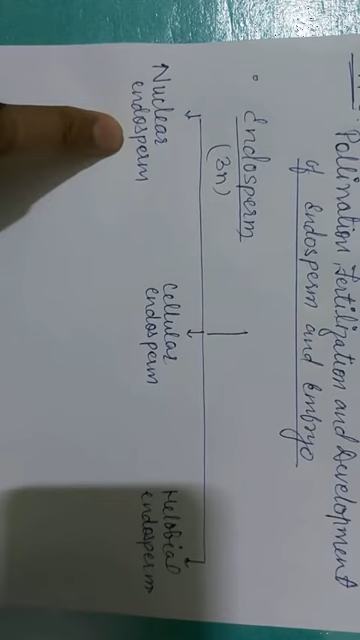 Pollination, Fertilization and Development
of endosperm and Embryo
Endosperm
(3n)
Nuclear
endosperm
Cellular
endosperm
Helobial
endosperm